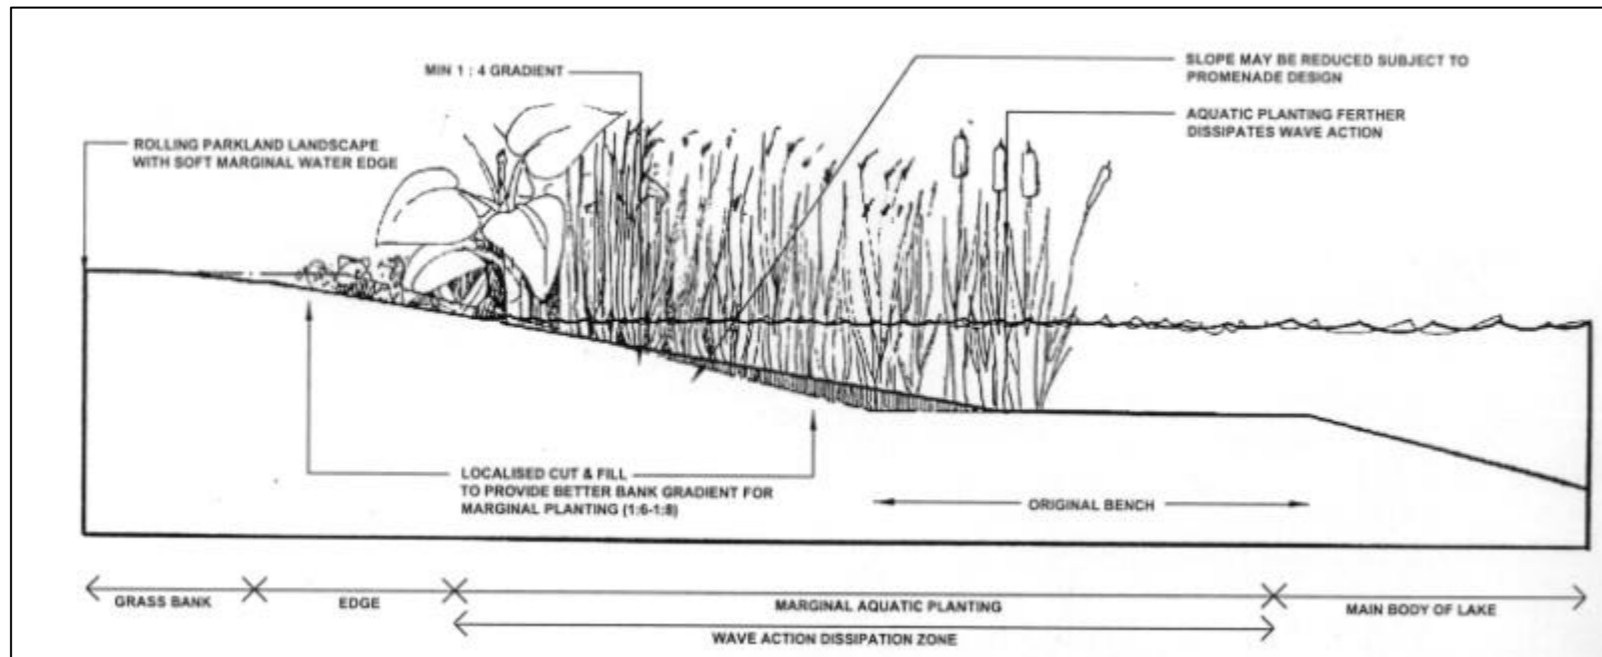 MIN 1 : 4 GRADIENT
SLOPE MAY BE REDUCED SUBJECT TO
PROMENADE DESIGN
AQUATIC PLANTING FERTHER
DISSIPATES WAVE ACTION
ROLLING PARKLAND LANDSCAPE
WITH SOFT MARGINAL WATER EDGE
LOCALISED CUT & FILL
TO PROVIDE BETTER BANK GRADIENT FOR
MARGINAL PLANTING (1:6-1:8)
ORIGINAL BENCH
GRASS BANK
EDGE
MARGINAL AQUATIC PLANTING
MAIN BODY OF LAKE
WAVE ACTION DISSIPATION ZONE